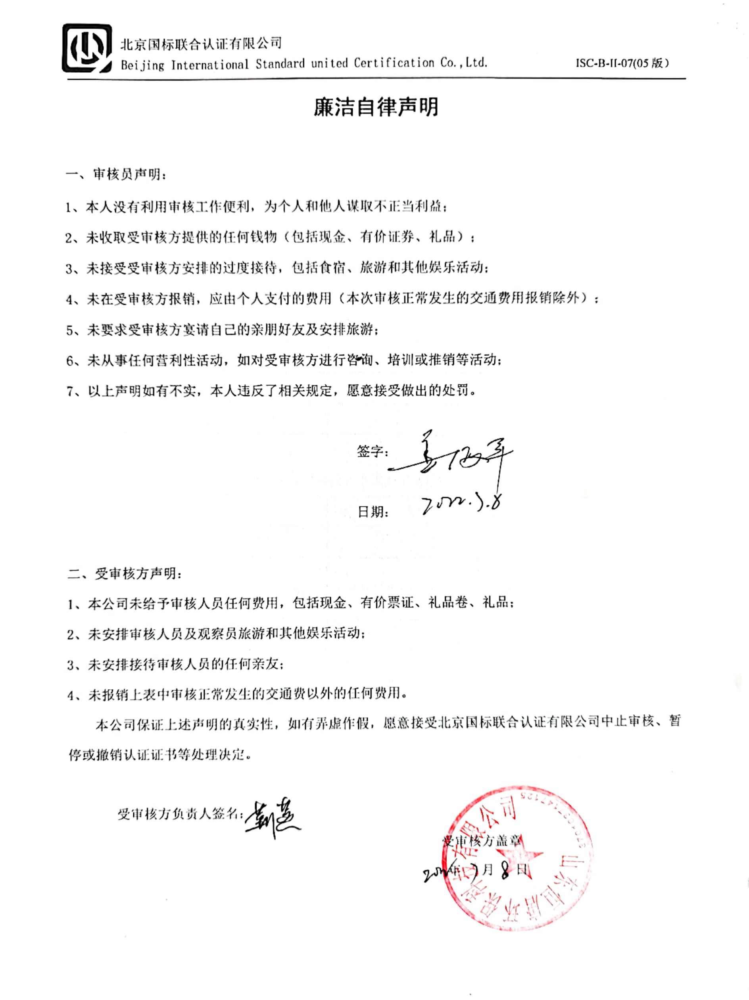 北京国标联合认证有限公司
Beijing International Standard united Certification Co.,Ltd.
ISC-B-II-07(05 版)
廉洁自律声明
一、审核员声明：
1、本人没有利用审核工作便利，为个人和他人谋取不正当利益；
2、未收取受审核方提供的任何钱物（包括现金、有价证券、礼品）；
3、未接受受审核方安排的过度接待，包括食宿、旅游和其他娱乐活动；
4、未在受审核方报销，应由个人支付的费用（本次审核正常发生的交通费用报销除外）；
5、未要求受审核方宴请自己的亲朋好友及安排旅游；
6、未从事任何营利性活动，如对受审核方进行咨询、培训或推销等活动；
7、以上声明如有不实，本人违反了相关规定，愿意接受做出的处罚。
签字：
日期：
二、受审核方声明：
1、本公司未给予审核人员任何费用，包括现金、有价票证、礼品卷、礼品；
2、未安排审核人员及观察员旅游和其他娱乐活动；
3、未安排接待审核人员的任何亲友；
4、未报销上表中审核正常发生的交通费以外的任何费用。
本公司保证上述声明的真实性，如有弄虚作假，愿意接受北京国标联合认证有限公司中止审核、暂
停或撤销认证证书等处理决定。
受审核方负责人签名：
受审核方盖章
年 月 8 日